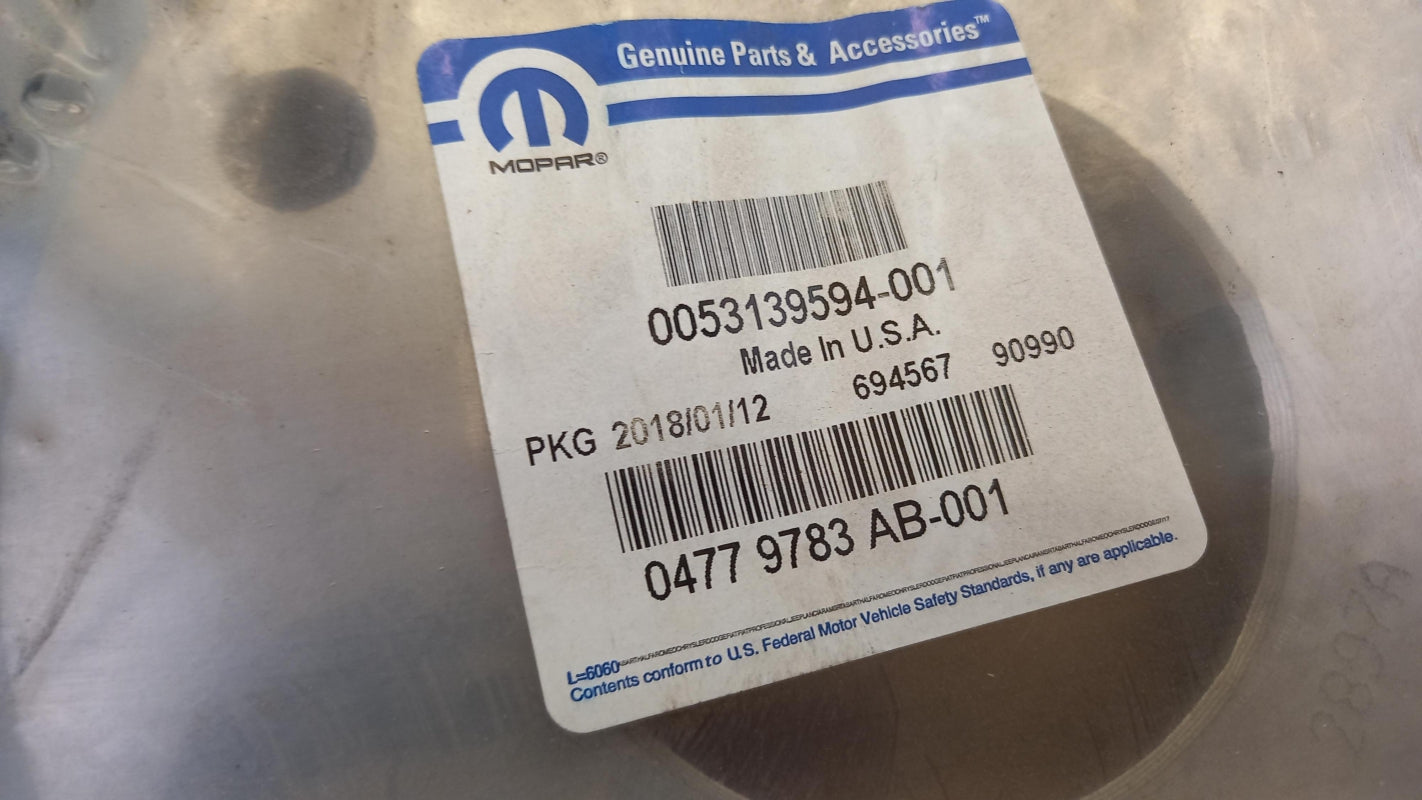 Genuine Parts & Accessories™
MOPAR®
0053139594-001
Made In U.S.A.
PKG 2018/01/12 694567 90990
0477 9783 AB-001
L=6060
Contents conform to U.S. Federal Motor Vehicle Safety Standards, if any are applicable.